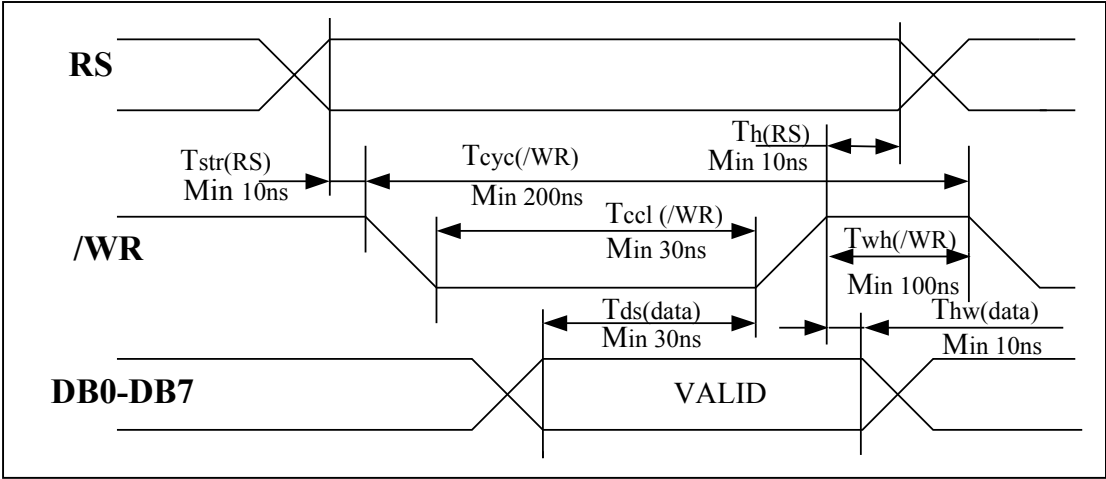 RS
Th(RS)
Min 10ns
Tstr(RS)
Min 10ns
Tcyc(/WR)
Min 200ns
/WR
Tccl (/WR)
Min 30ns
Twh(/WR)
Min 100ns
Tds(data)
Min 30ns
Thw(data)
Min 10ns
DB0-DB7
VALID